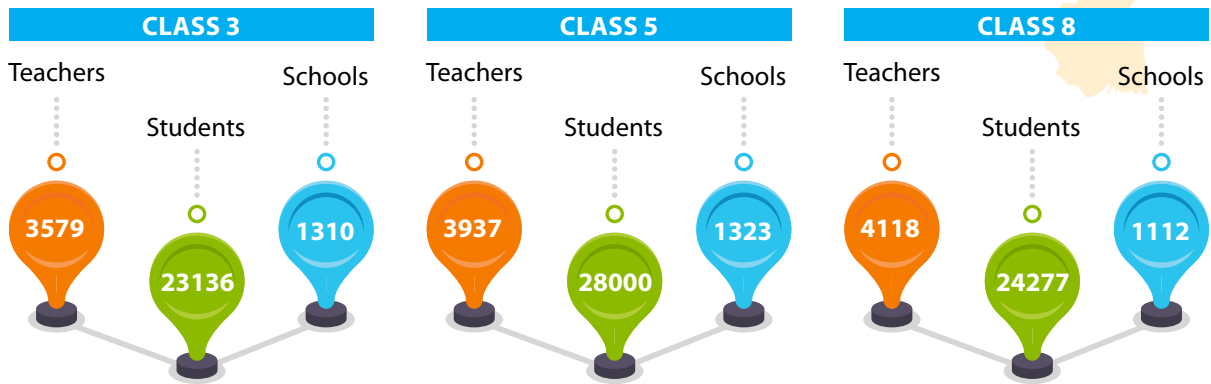 CLASS 3
Teachers
Schools
Students
3579
1310
23136
CLASS 5
Teachers
Schools
Students
3937
1323
28000
CLASS 8
Teachers
Schools
Students
4118
1112
24277